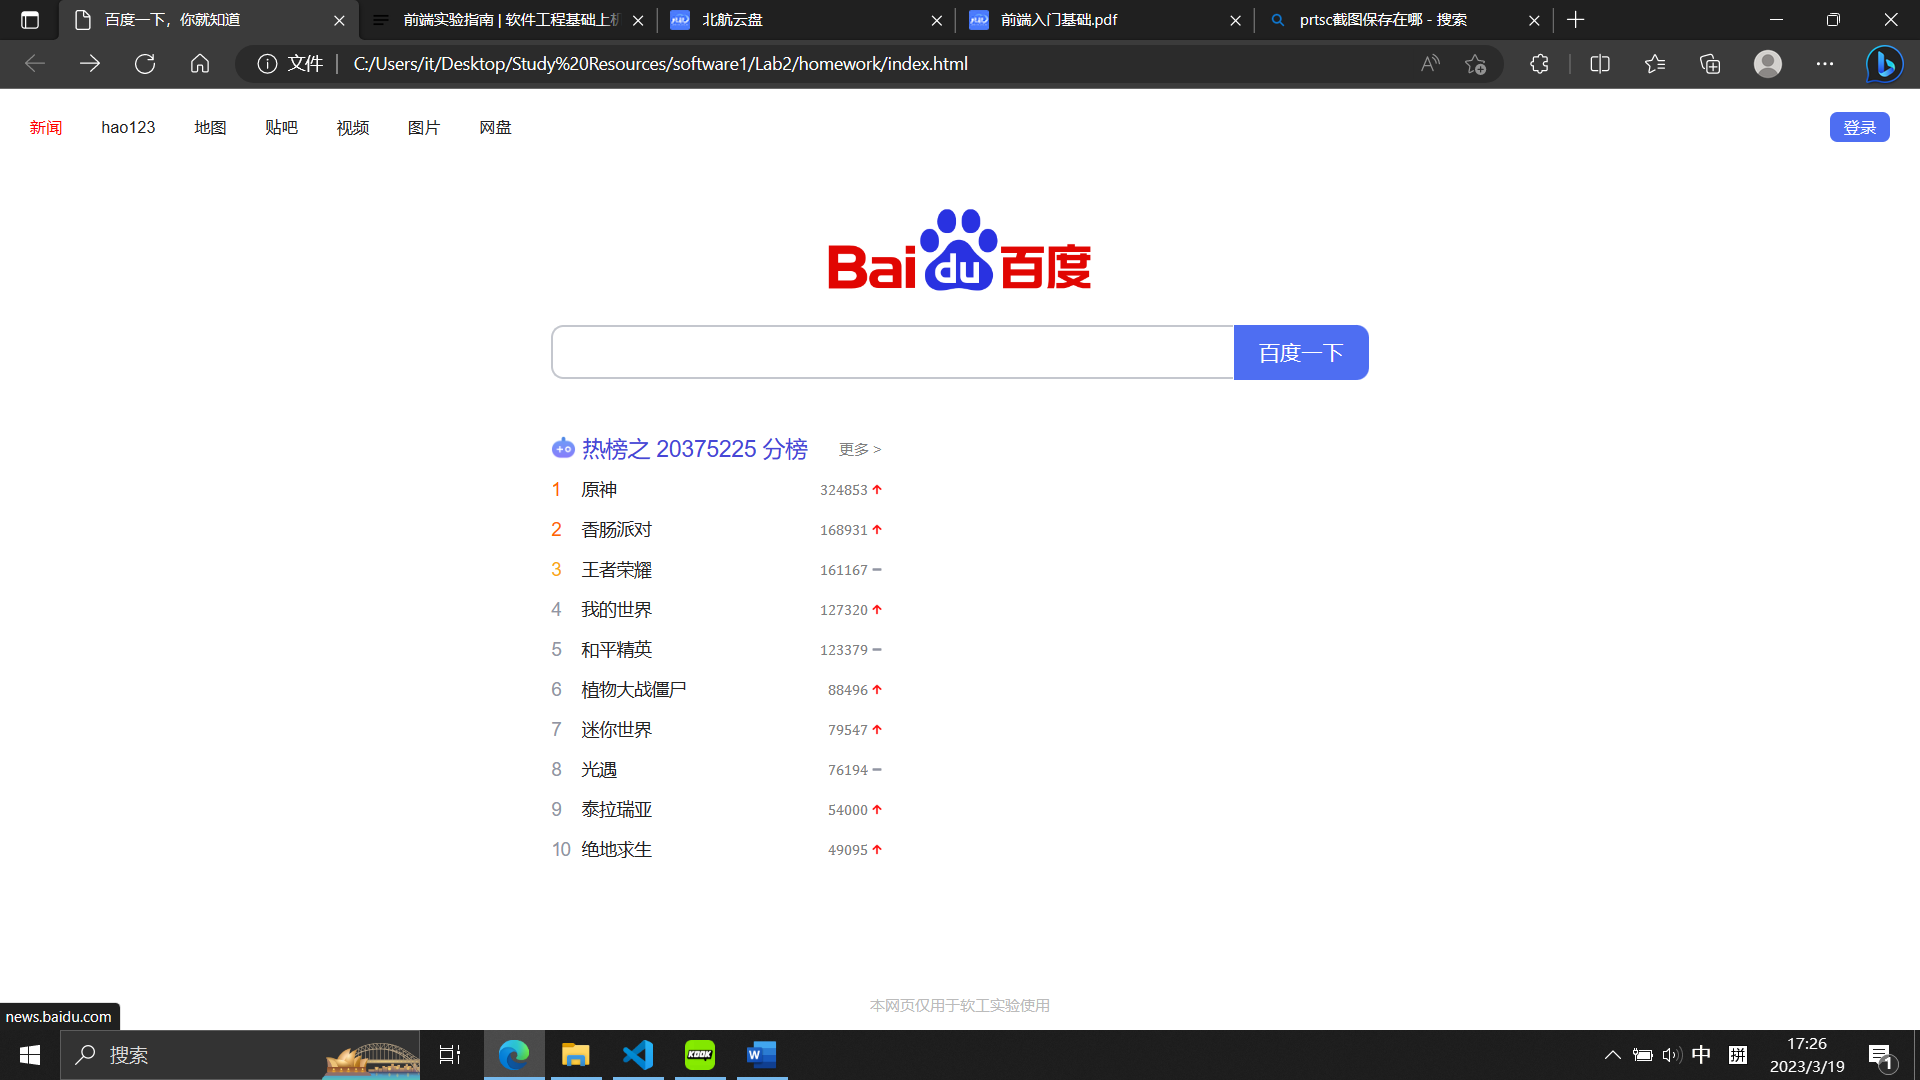 百度一下，你就知道
前端实验指南 | 软件工程基础上机
北航云盘
前端入门基础.pdf
prtsc截图保存在哪 - 搜索
文件
C:/Users/it/Desktop/Study%20Resources/software1/Lab2/homework/index.html
新闻 hao123 地图 贴吧 视频 图片 网盘
登录
Bai du 百度
百度一下
热榜之 20375225 分榜 更多 >
1 原神 324853
2 香肠派对 168931
3 王者荣耀 161167
4 我的世界 127320
5 和平精英 123379
6 植物大战僵尸 88496
7 迷你世界 79547
8 光遇 76194
9 泰拉瑞亚 54000
10 绝地求生 49095
本网页仅用于软工实验使用
news.baidu.com
搜索
KOOK
W
中
拼
17:26
2023/3/19
1